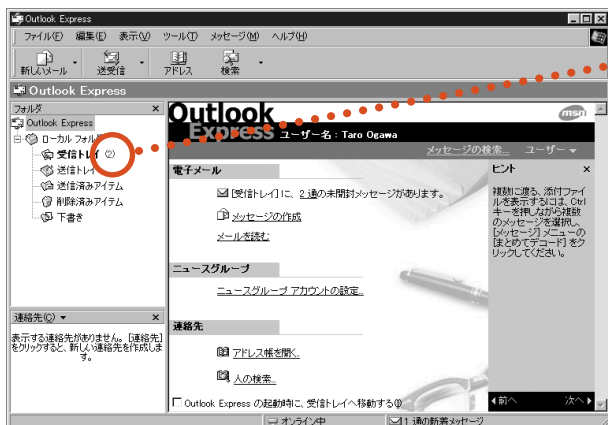 Outlook Express
ファイル(F) 編集(E) 表示(V) ツール(T) メッセージ(M) ヘルプ(H)
新しいメール 送受信 アドレス 検索
Outlook Express
フォルダ ×
Outlook Express
ローカル フォル
受信トレイ (2)
送信トレイ
送信済みアイテム
削除済みアイテム
下書き
連絡先(C) ▼ ×
表示する連絡先がありません。[連絡先]
をクリックすると、新しい連絡先を作成しま
す。
Outlook
Express ユーザー名 : Taro Ogawa
msn
メッセージの検索... ユーザー ▼
電子メール
[受信トレイ] に、2 通の未開封メッセージがあります。
メッセージの作成
メールを読む
ニュースグループ
ニュースグループ アカウントの設定...
連絡先
アドレス帳を開く...
人の検索...
Outlook Express の起動時に、受信トレイへ移動する(W)
ヒント ×
複数に渡る、添付ファイ
ルを表示するには、Ctrl
キーを押しながら複数
のメッセージを選択し、
[メッセージ] メニューの
[まとめてデコード] をク
リックしてください。
前へ 次へ
オンライン中 1 通の新着メッセージ